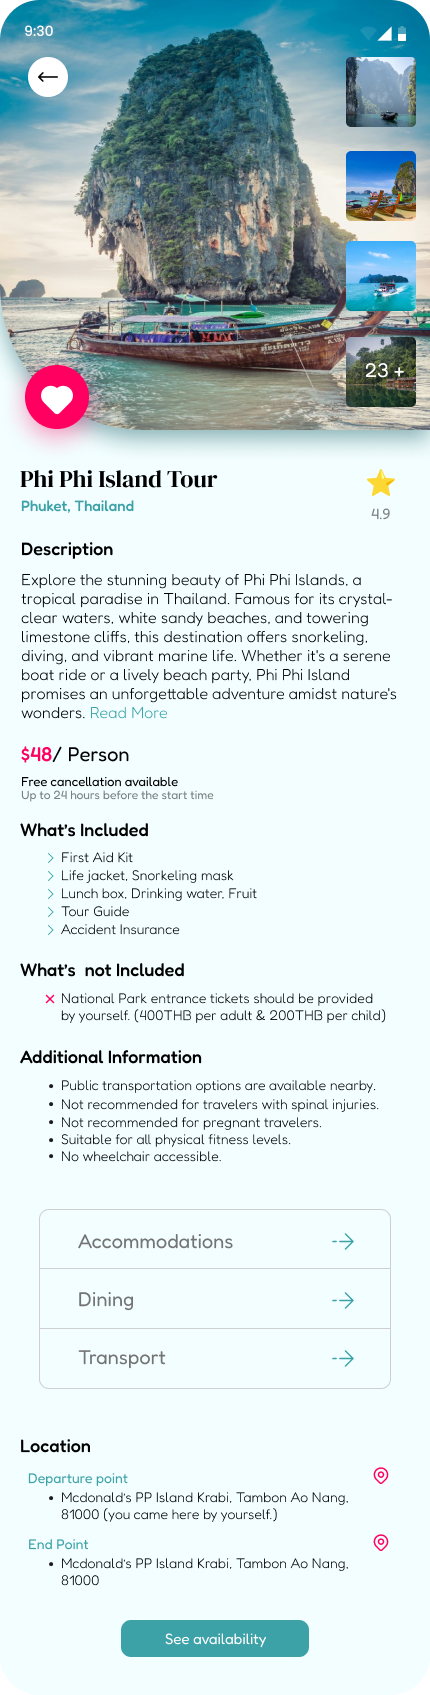 9:30
23 +
Phi Phi Island Tour
Phuket, Thailand
4.9
Description
Explore the stunning beauty of Phi Phi Islands, a
tropical paradise in Thailand. Famous for its crystal-
clear waters, white sandy beaches, and towering
limestone cliffs, this destination offers snorkeling,
diving, and vibrant marine life. Whether it's a serene
boat ride or a lively beach party, Phi Phi Island
promises an unforgettable adventure amidst nature's
wonders. Read More
$48/ Person
Free cancellation available
Up to 24 hours before the start time
What's Included
First Aid Kit
Life jacket, Snorkeling mask
Lunch box, Drinking water, Fruit
Tour Guide
Accident Insurance
What's  not Included
National Park entrance tickets should be provided
by yourself. (400THB per adult & 200THB per child)
Additional Information
• Public transportation options are available nearby.
• Not recommended for travelers with spinal injuries.
• Not recommended for pregnant travelers.
• Suitable for all physical fitness levels.
• No wheelchair accessible.
Accommodations
Dining
Transport
Location
Departure point
• Mcdonald's PP Island Krabi, Tambon Ao Nang,
81000 (you came here by yourself.)
End Point
• Mcdonald's PP Island Krabi, Tambon Ao Nang,
81000
See availability